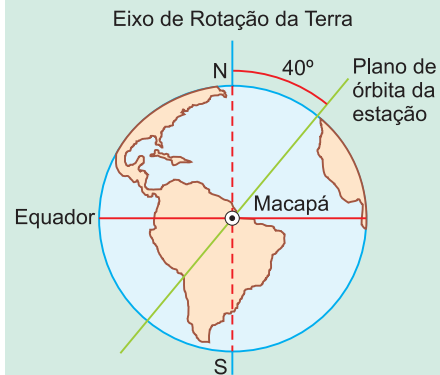 Eixo de Rotação da Terra
N
40º
Plano de
órbita da
estação
Equador
Macapá
S